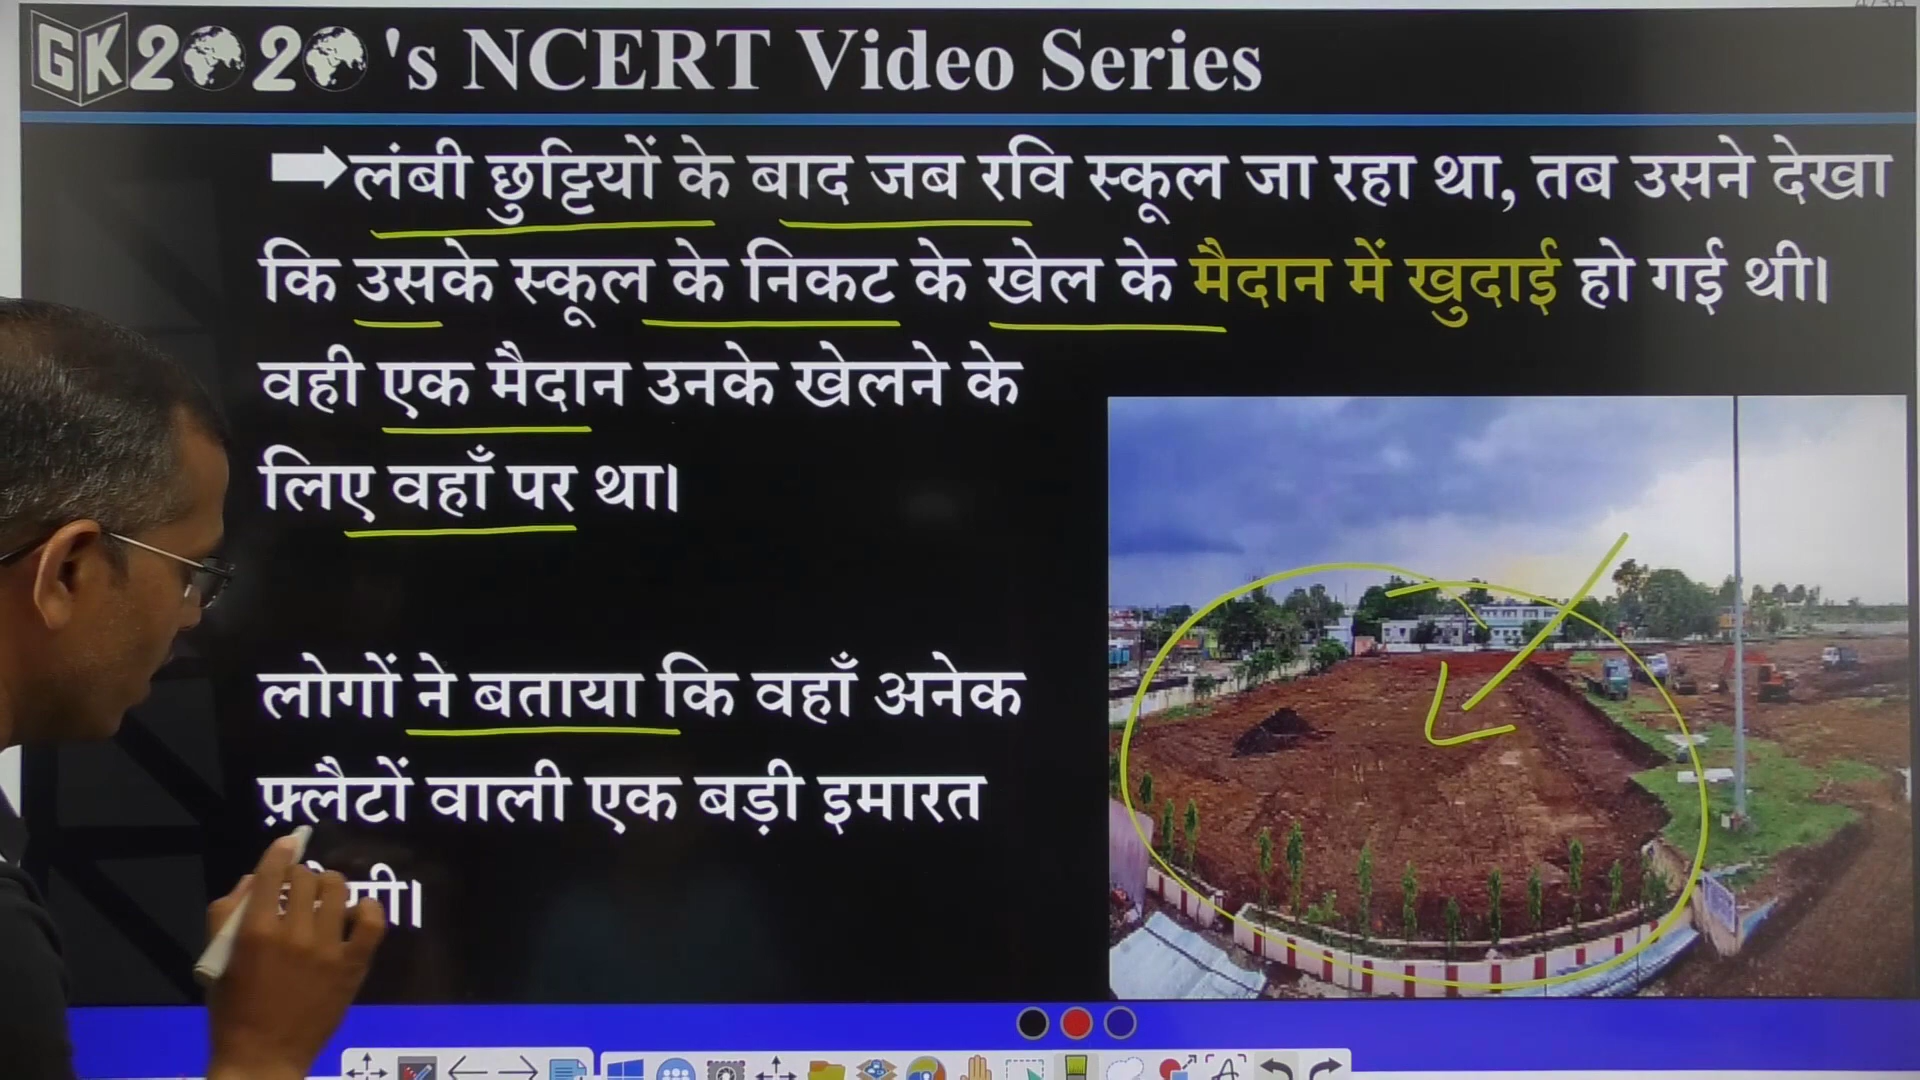 GK2020's NCERT Video Series
लंबी छुट्टियों के बाद जब रवि स्कूल जा रहा था, तब उसने देखा
कि उसके स्कूल के निकट के खेल के मैदान में खुदाई हो गई थी।
वही एक मैदान उनके खेलने के
लिए वहाँ पर था।
लोगों ने बताया कि वहाँ अनेक
फ़्लैटों वाली एक बड़ी इमारत